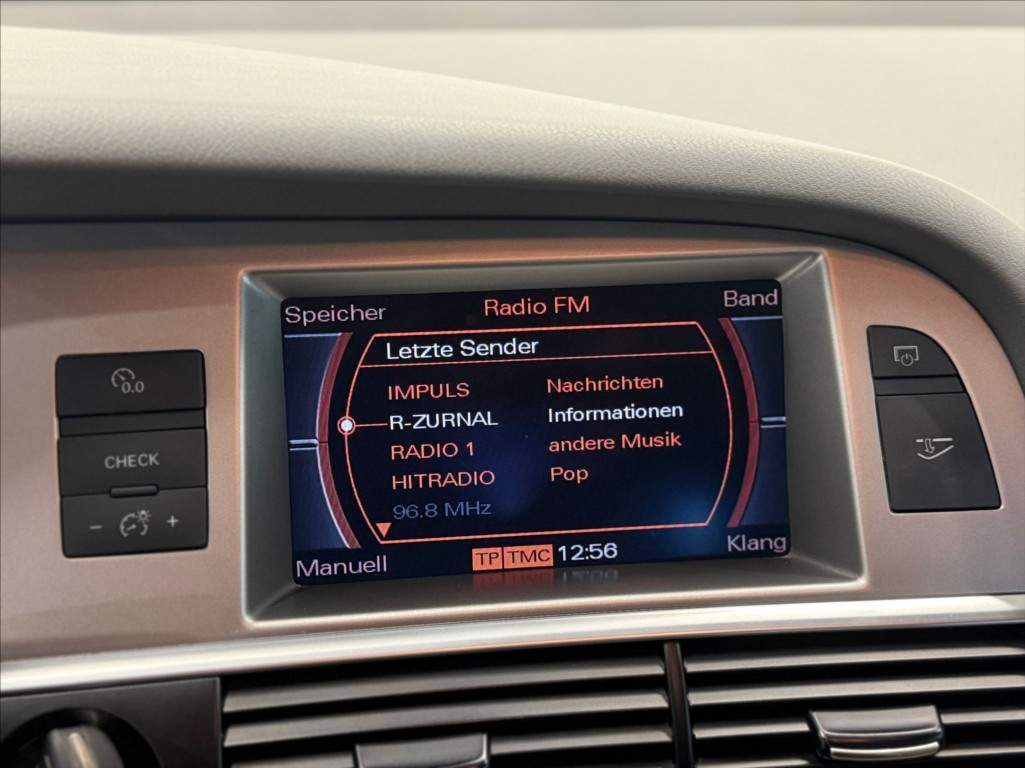 Speicher Radio FM Band
Letzte Sender
IMPULS Nachrichten
R-ZURNAL Informationen
RADIO 1 andere Musik
HITRADIO Pop
96.8 MHz
Manuell TP TMC 12:56 Klang
0.0
CHECK
- +